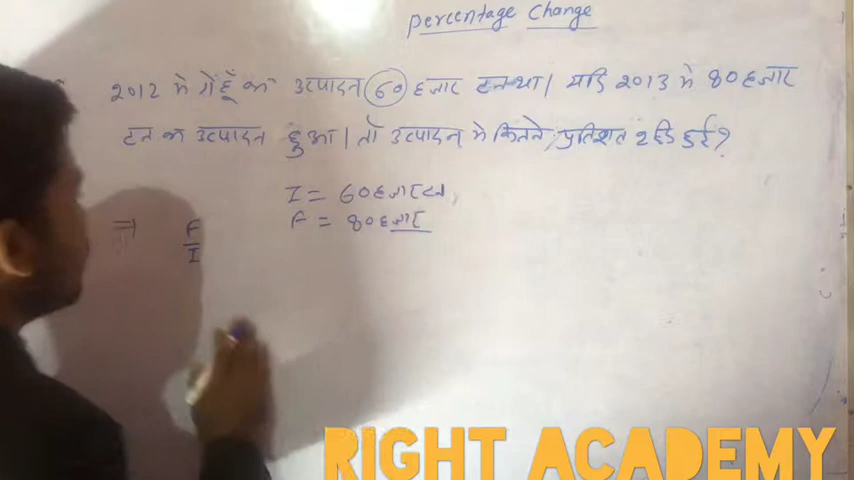 Percentage Change
2012 मे गेहूँ का उत्पादन 60 हजार टन था। यदि 2013 मे 80 हजार
टन का उत्पादन हुआ। तो उत्पादन मे कितने प्रतिशत वृद्धि हुई?
I = 60 हजार टन,
F = 80 हजार
⇒ F/I
RIGHT ACADEMY